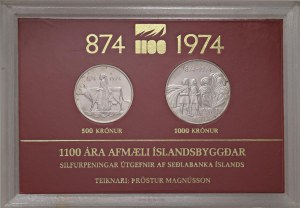 874 1100 1974
500 KRÓNUR 1000 KRÓNUR
1100 ÁRA AFMÆLI ÍSLANDSBYGGÐAR
SILFURPENINGAR ÚTGEFNIR AF SEÐLABANKA ÍSLANDS
TEIKNARI: ÞRÖSTUR MAGNÚSSON